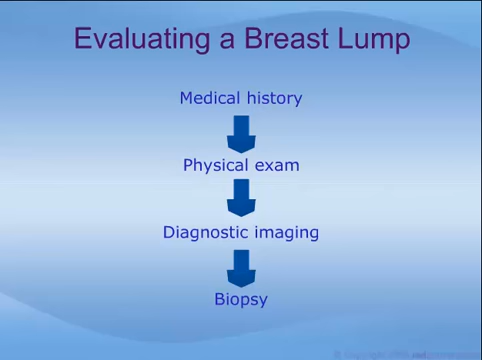 Evaluating a Breast Lump
Medical history
Physical exam
Diagnostic imaging
Biopsy